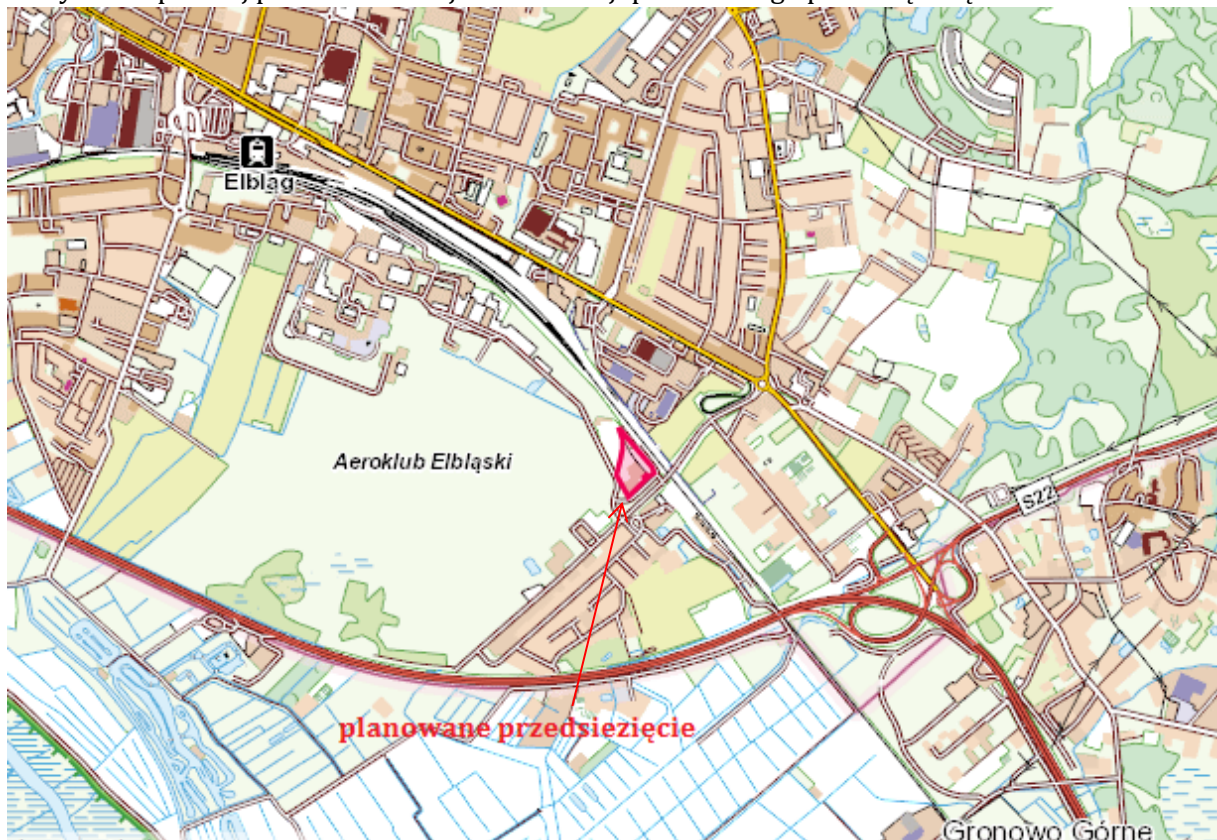 Elbląg
Aeroklub Elbląski
S22
planowane przedsiezięcie
Gronowo Górne